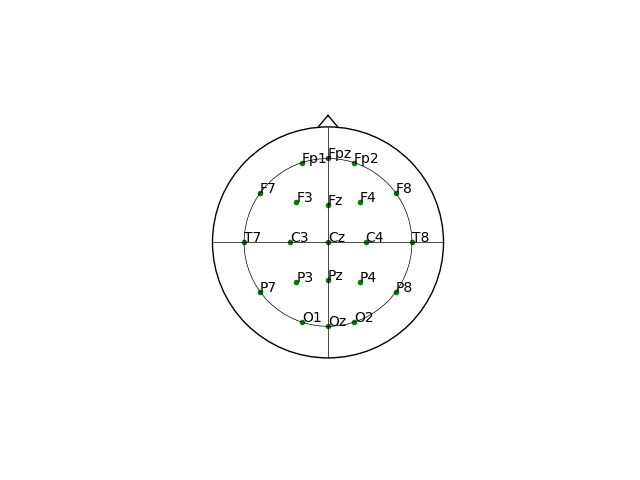 Fpz
Fp1 Fp2
F7 F8
F3 Fz F4
T7 C3 Cz C4 T8
P3 Pz P4
P7 P8
O1 Oz O2